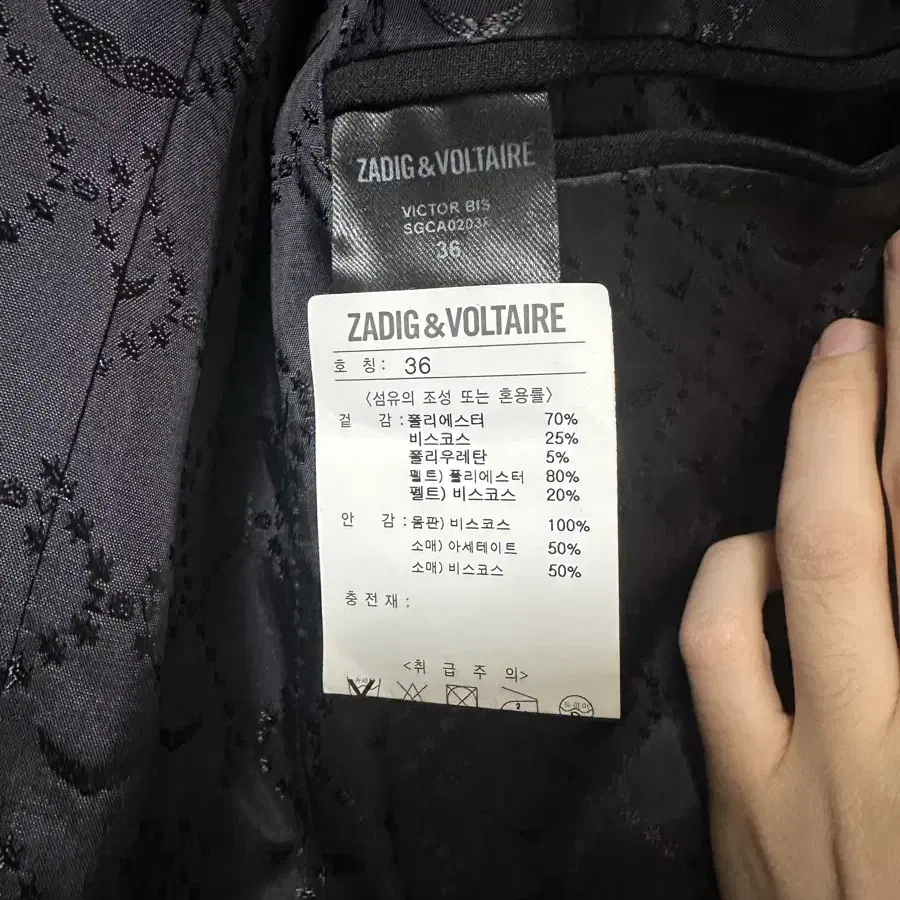 ZADIG & VOLTAIRE
VICTOR BIS
36
ZADIG & VOLTAIRE
호 칭 : 36
<섬유의 조성 또는 혼용률>
겉 감 : 폴리에스터 70%
비스코스 25%
폴리우레탄 5%
펠트) 폴리에스터 80%
펠트) 비스코스 20%
안 감 : 몸판) 비스코스 100%
소매) 아세테이트 50%
소매) 비스코스 50%
충 전 재 :
<취 급 주 의>
2